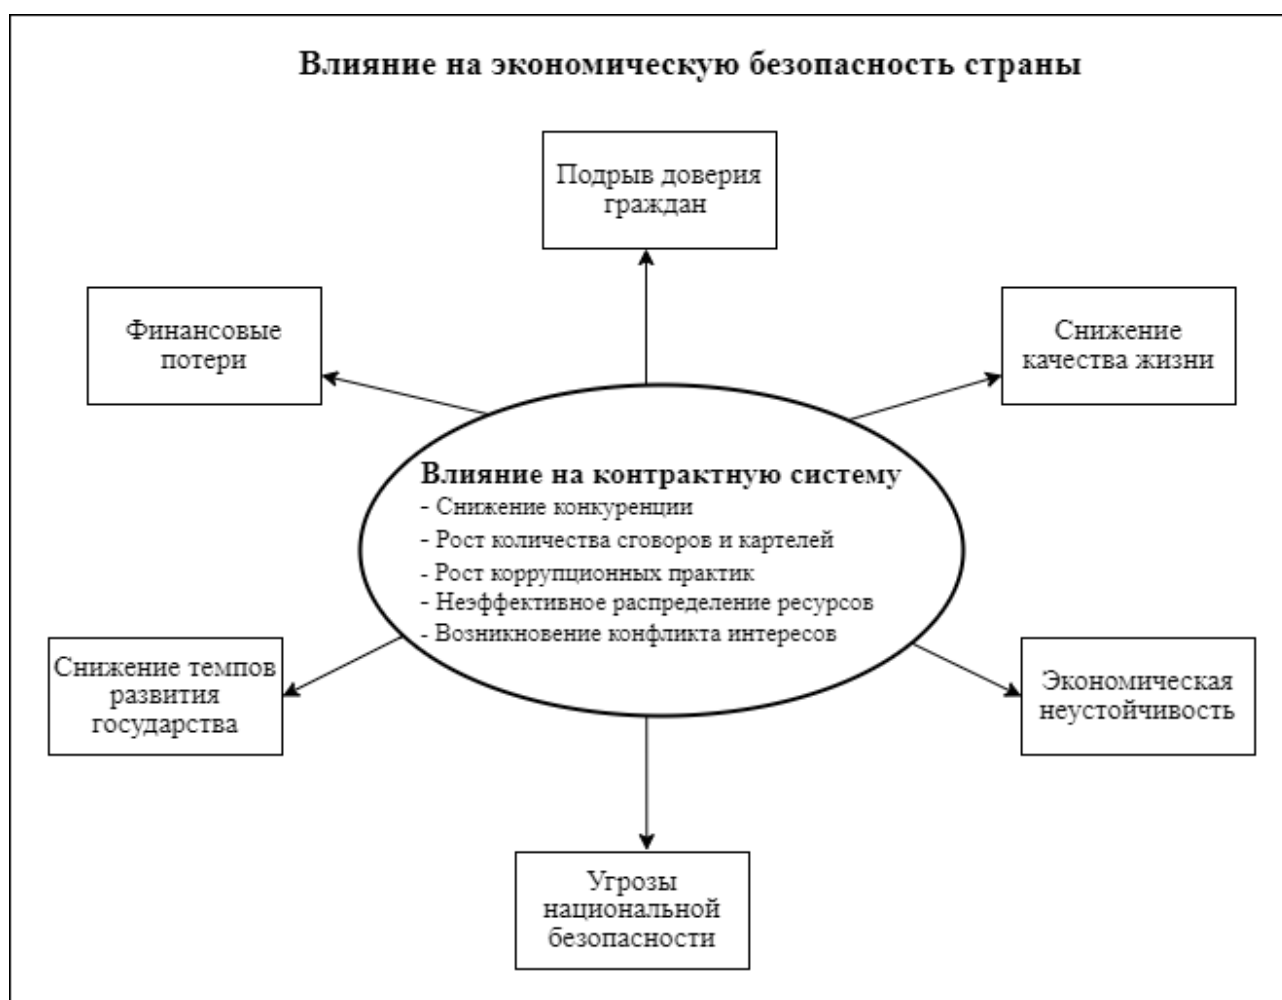 Влияние на экономическую безопасность страны
Подрыв доверия
граждан
Финансовые
потери
Снижение
качества жизни
Влияние на контрактную систему
- Снижение конкуренции
- Рост количества сговоров и картелей
- Рост коррупционных практик
- Неэффективное распределение ресурсов
- Возникновение конфликта интересов
Снижение темпов
развития
государства
Экономическая
неустойчивость
Угрозы
национальной
безопасности